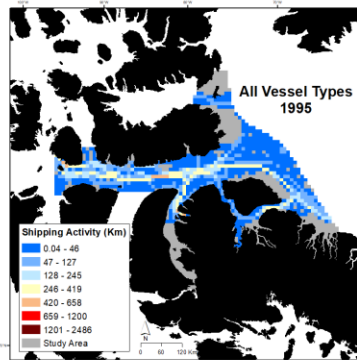 All Vessel Types
1995
Shipping Activity (Km)
0.04 - 46
47 - 127
128 - 245
246 - 419
420 - 658
659 - 1200
1201 - 2486
Study Area
N
0 60 120 Km